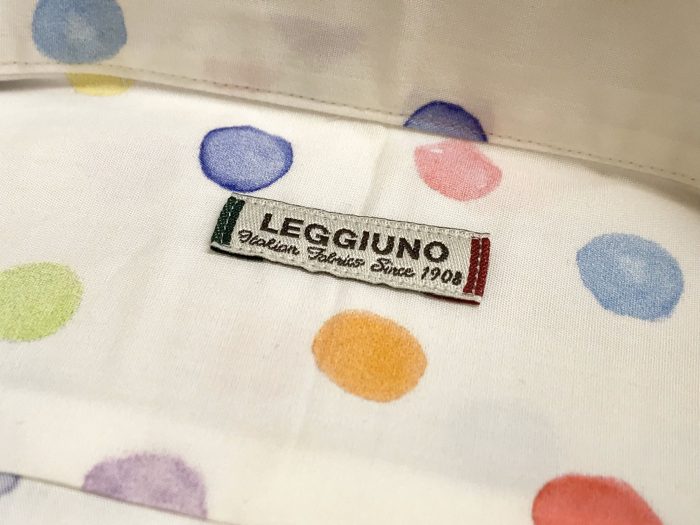 LEGGIUNO
Italian Fabrics Since 1908